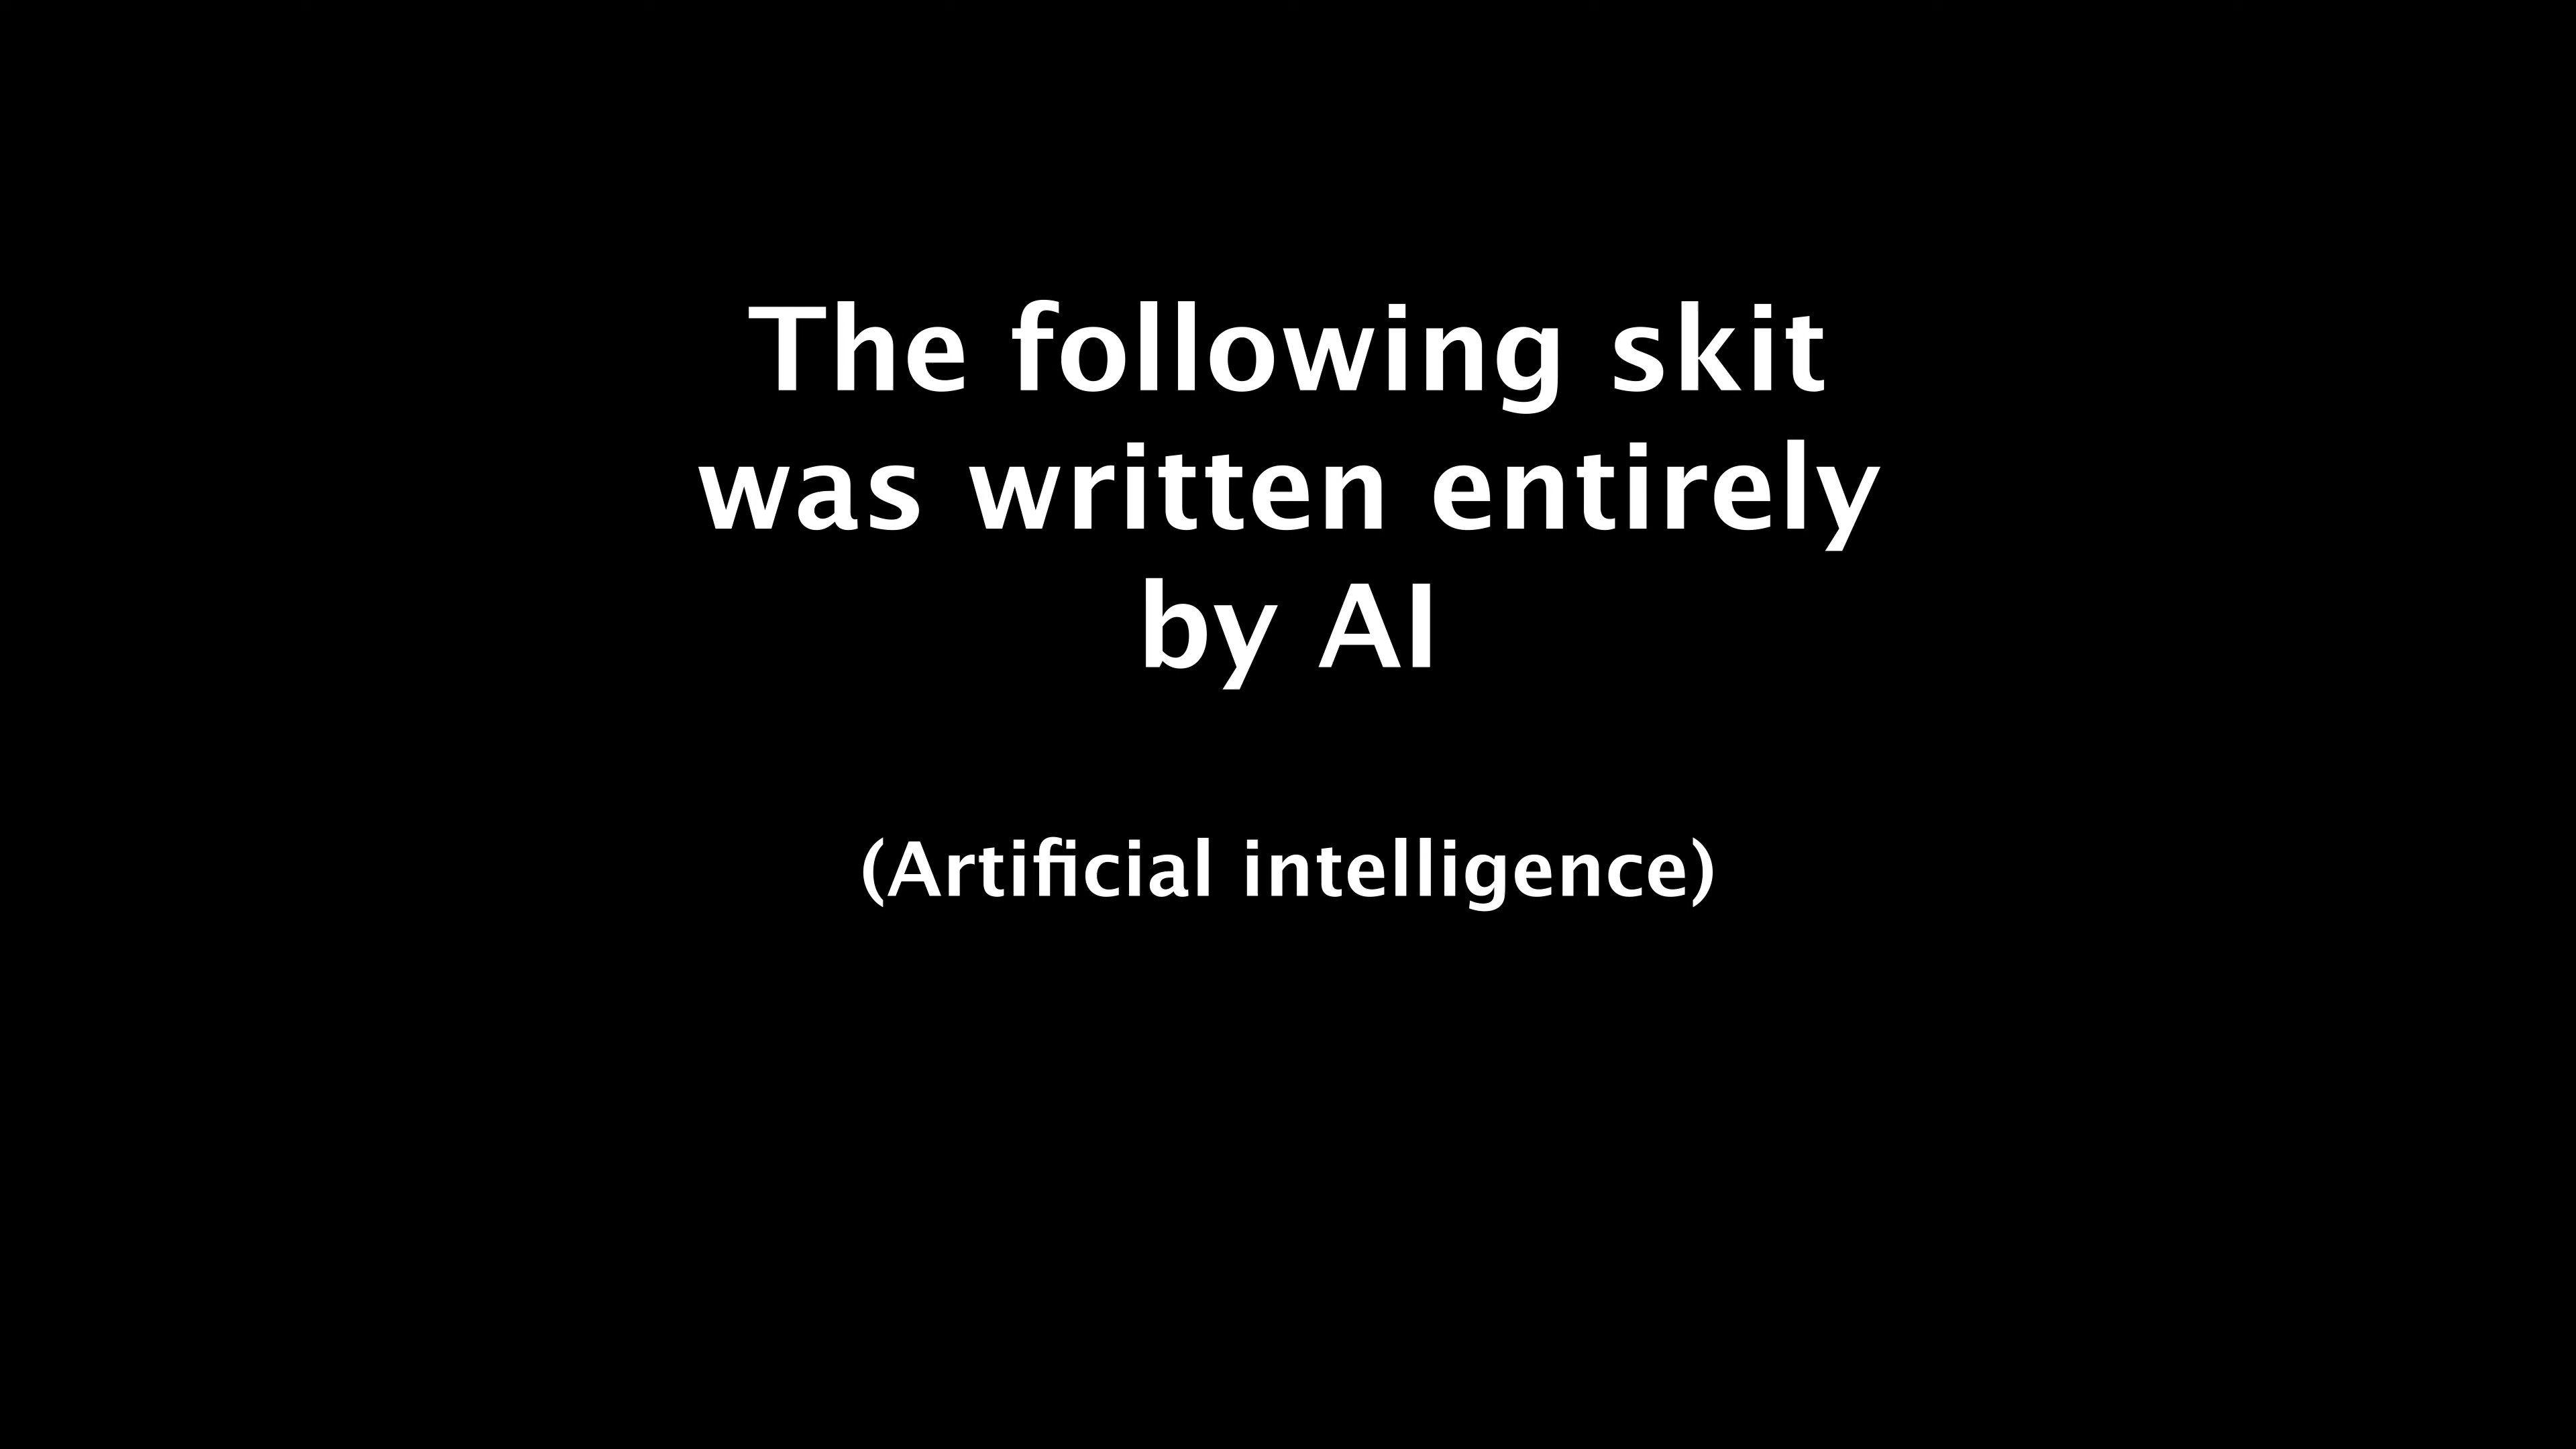 The following skit
was written entirely
by AI
(Artificial intelligence)